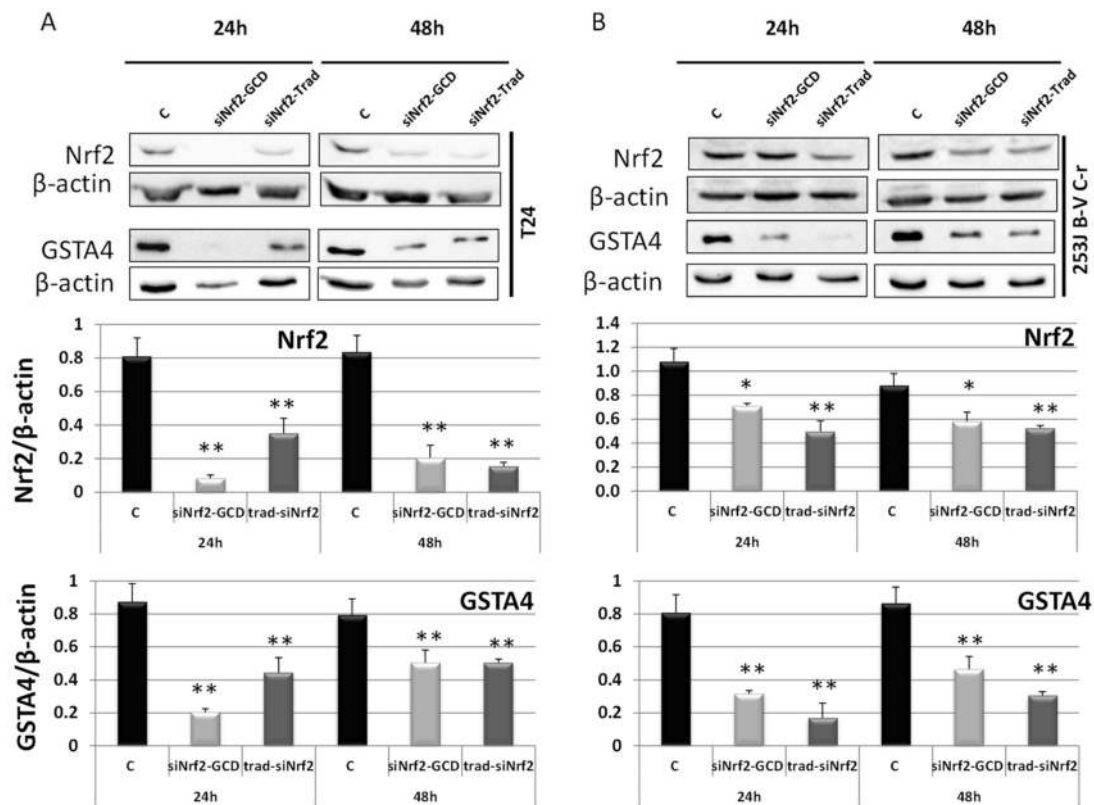 A
24h 48h
C siNrf2-GCD siNrf2-Trad C siNrf2-GCD siNrf2-Trad
Nrf2
β-actin
GSTA4
β-actin
T24
B
24h 48h
C siNrf2-GCD siNrf2-Trad C siNrf2-GCD siNrf2-Trad
Nrf2
β-actin
GSTA4
β-actin
253J B-V C-r
Nrf2/β-actin
Nrf2
1
0.8
0.6
0.4
0.2
0
** ** ** **
C siNrf2-GCD trad-siNrf2 C siNrf2-GCD trad-siNrf2
24h 48h
Nrf2
1.4
1.2
1.0
0.8
0.6
0.4
0.2
0.0
* ** * **
C siNrf2-GCD trad-siNrf2 C siNrf2-GCD trad-siNrf2
24h 48h
GSTA4/β-actin
GSTA4
1
0.8
0.6
0.4
0.2
0
** ** ** **
C siNrf2-GCD trad-siNrf2 C siNrf2-GCD trad-siNrf2
24h 48h
GSTA4
1
0.8
0.6
0.4
0.2
0
** ** ** **
C siNrf2-GCD trad-siNrf2 C siNrf2-GCD trad-siNrf2
24h 48h